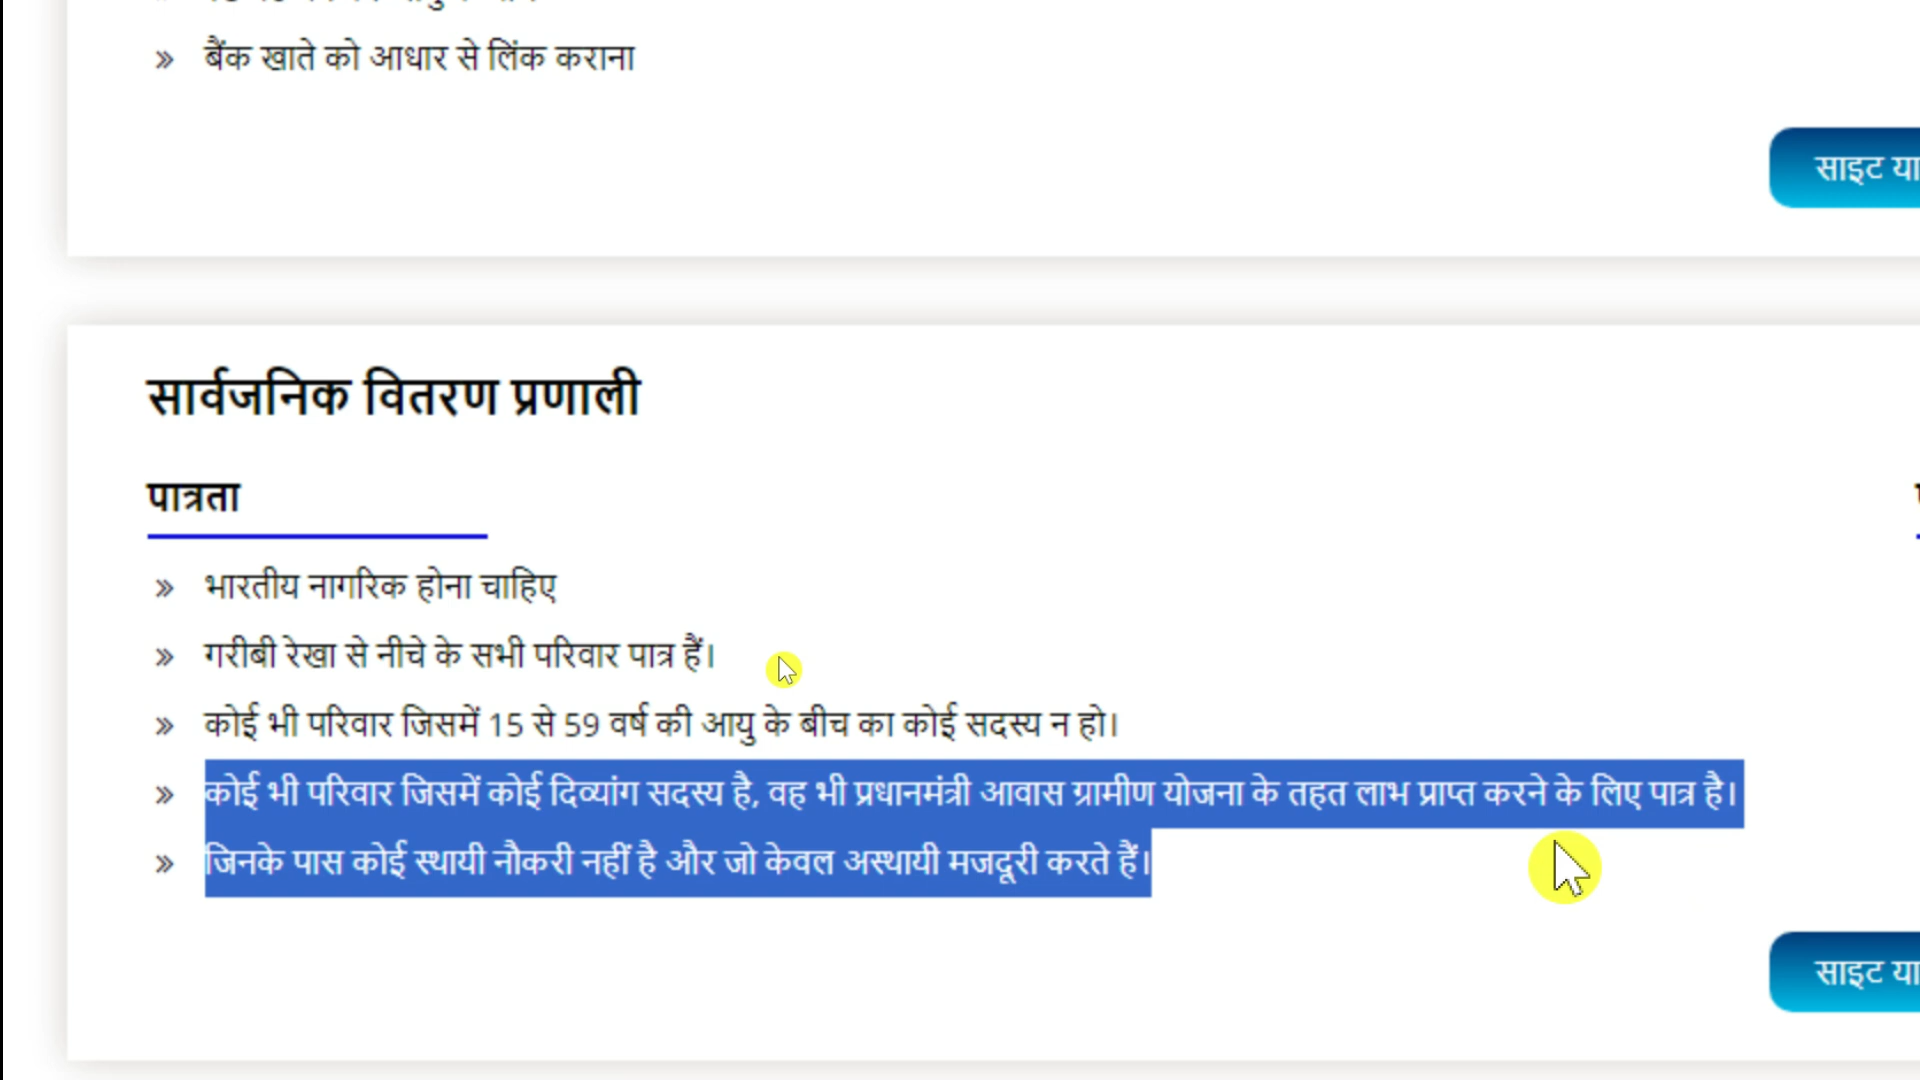 बैंक खाते को आधार से लिंक कराना
साइट
सार्वजनिक वितरण प्रणाली
पात्रता
» भारतीय नागरिक होना चाहिए
» गरीबी रेखा से नीचे के सभी परिवार पात्र हैं।
» कोई भी परिवार जिसमें 15 से 59 वर्ष की आयु के बीच का कोई सदस्य न हो।
» कोई भी परिवार जिसमें कोई दिव्यांग सदस्य है, वह भी प्रधानमंत्री आवास ग्रामीण योजना के तहत लाभ प्राप्त करने के लिए पात्र है।
» जिनके पास कोई स्थायी नौकरी नहीं है और जो केवल अस्थायी मजदूरी करते हैं।
साइट